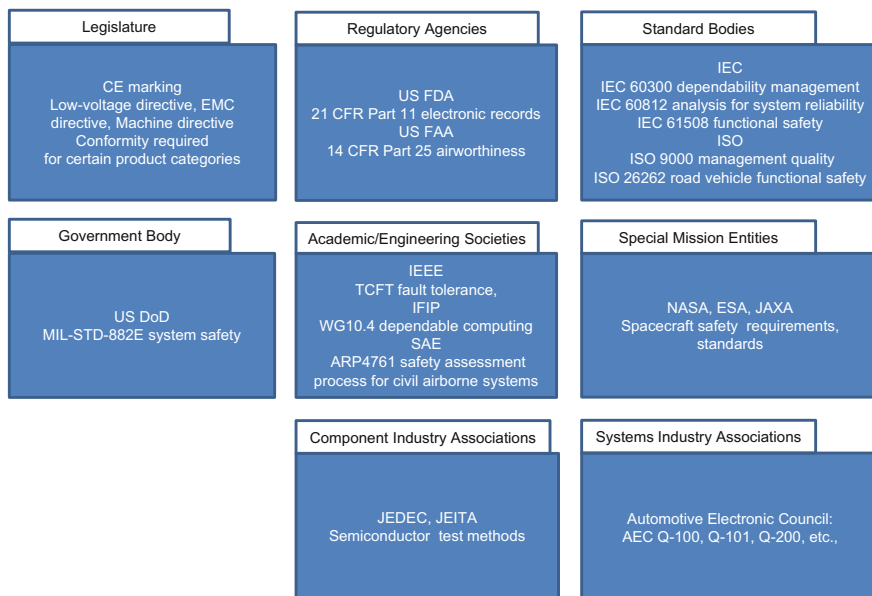 Legislature
CE marking
Low-voltage directive, EMC
directive, Machine directive
Conformity required
for certain product categories
Regulatory Agencies
US FDA
21 CFR Part 11 electronic records
US FAA
14 CFR Part 25 airworthiness
Standard Bodies
IEC
IEC 60300 dependability management
IEC 60812 analysis for system reliability
IEC 61508 functional safety
ISO
ISO 9000 management quality
ISO 26262 road vehicle functional safety
Government Body
US DoD
MIL-STD-882E system safety
Academic/Engineering Societies
IEEE
TCFT fault tolerance,
IFIP
WG10.4 dependable computing
SAE
ARP4761 safety assessment
process for civil airborne systems
Special Mission Entities
NASA, ESA, JAXA
Spacecraft safety requirements,
standards
Component Industry Associations
JEDEC, JEITA
Semiconductor test methods
Systems Industry Associations
Automotive Electronic Council:
AEC Q-100, Q-101, Q-200, etc.,